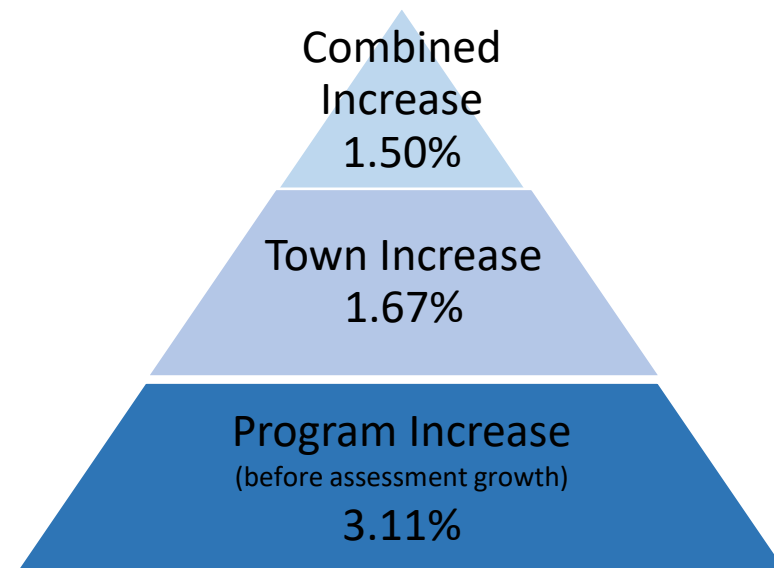 Combined
Increase
1.50%
Town Increase
1.67%
Program Increase
(before assessment growth)
3.11%